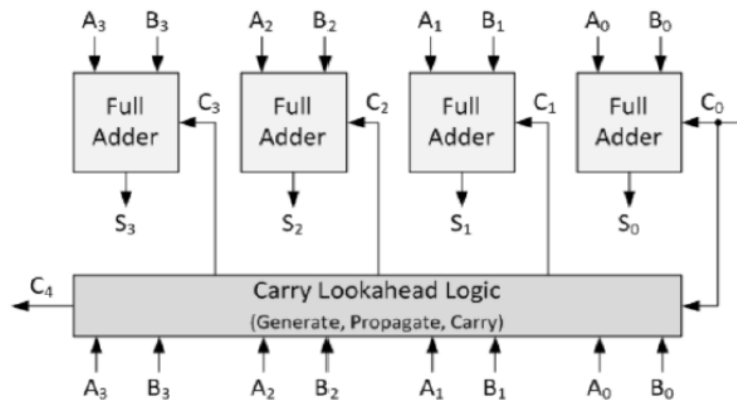 A₃ B₃ A₂ B₂ A₁ B₁ A₀ B₀
Full Adder C₃ Full Adder C₂ Full Adder C₁ Full Adder C₀
S₃ S₂ S₁ S₀
C₄ Carry Lookahead Logic
(Generate, Propagate, Carry)
A₃ B₃ A₂ B₂ A₁ B₁ A₀ B₀